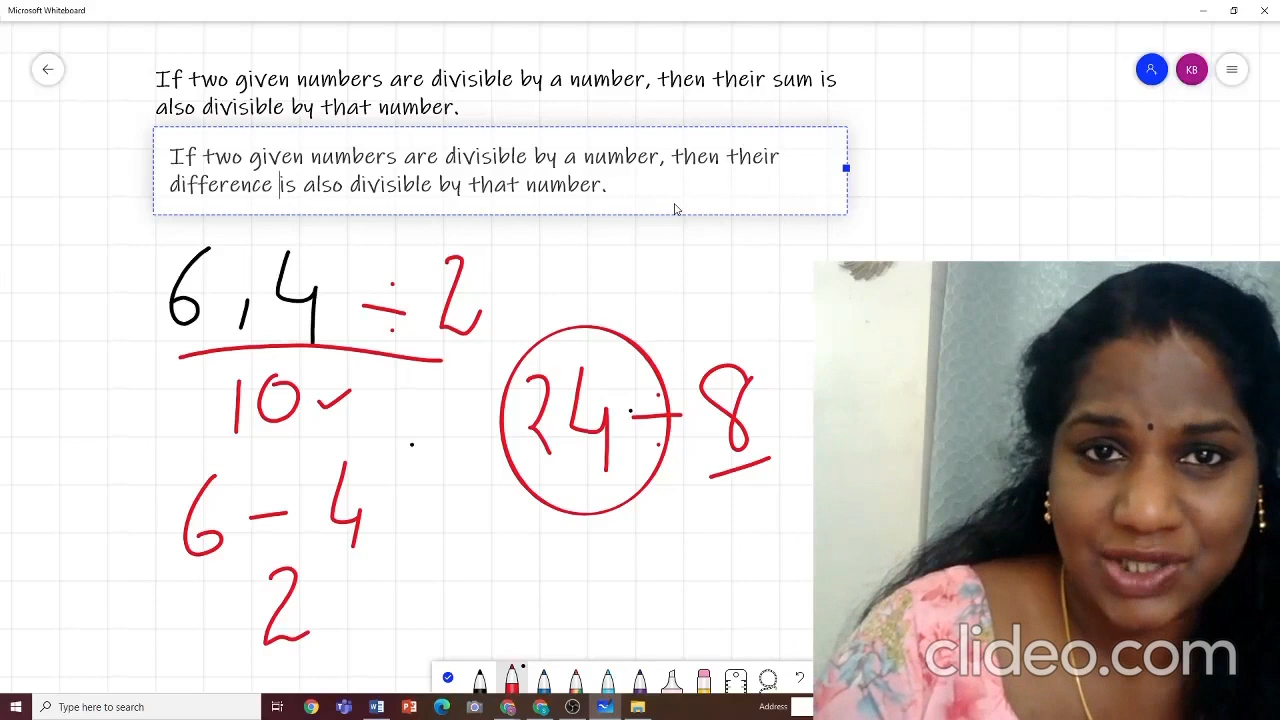 Microsoft Whiteboard
If two given numbers are divisible by a number, then their sum is
also divisible by that number.
KB
If two given numbers are divisible by a number, then their
difference is also divisible by that number.
6, 4 ÷ 2
10 ✓
24 ÷ 8
6 - 4
2
clideo.com
Type here to search
Address